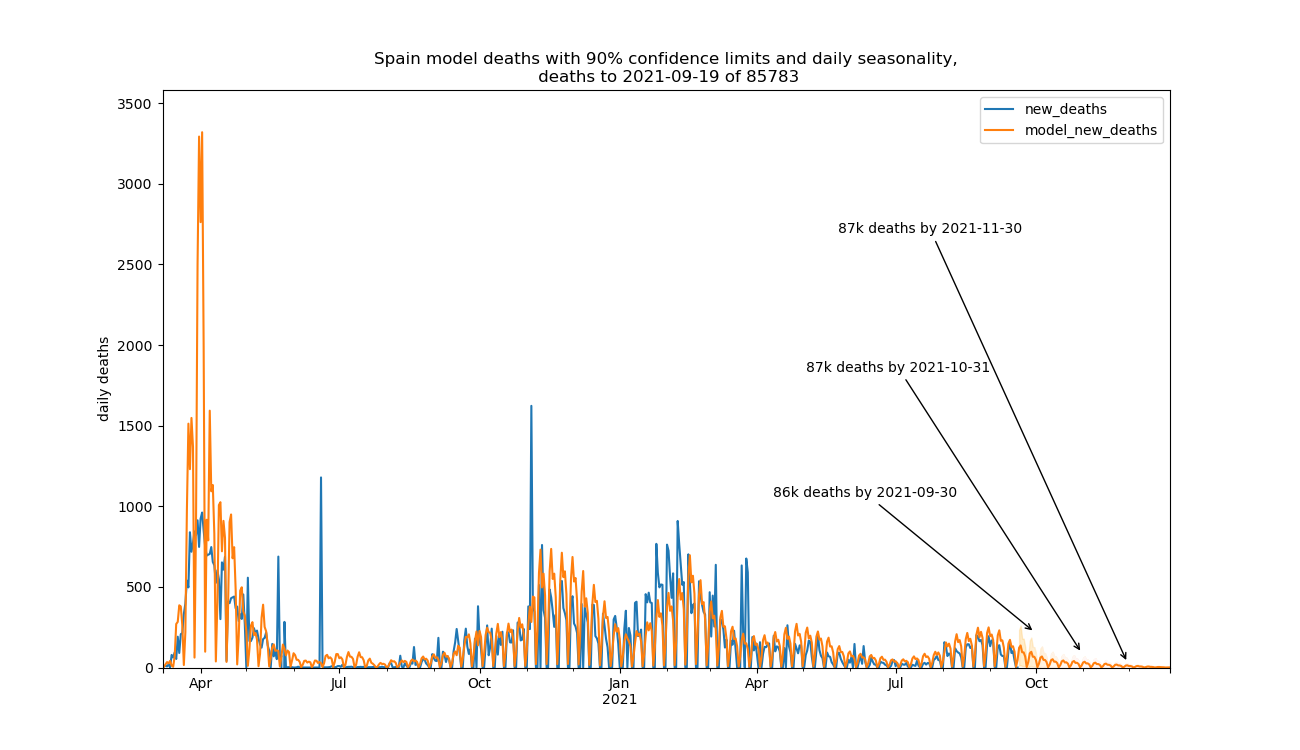 Spain model deaths with 90% confidence limits and daily seasonality,
deaths to 2021-09-19 of 85783
new_deaths
model_new_deaths
daily deaths
3500
3000
2500
2000
1500
1000
500
0
87k deaths by 2021-11-30
87k deaths by 2021-10-31
86k deaths by 2021-09-30
Apr Jul Oct Jan Apr Jul Oct
2021